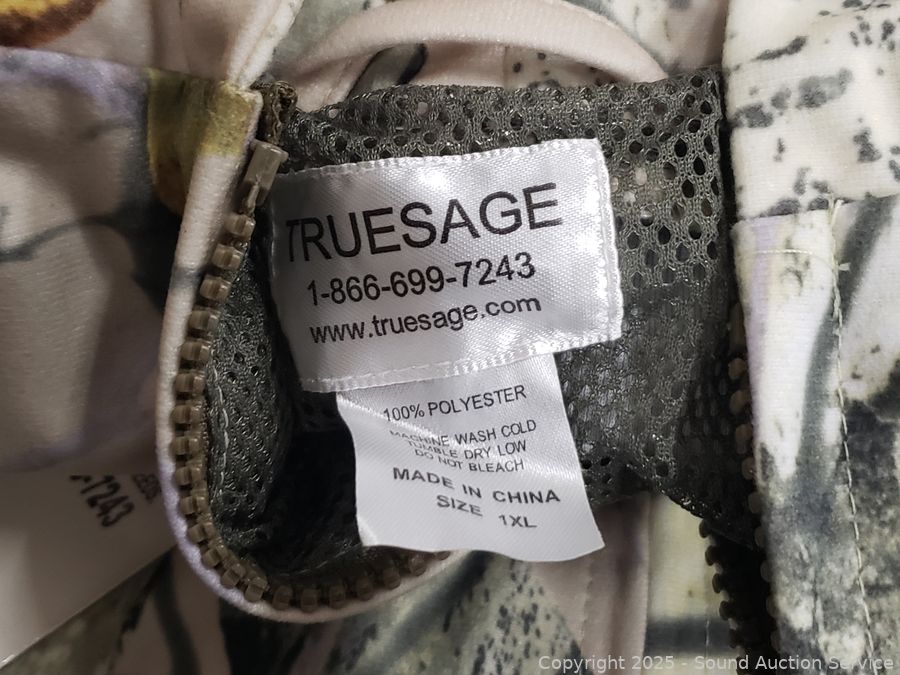 TRUESAGE
1-866-699-7243
www.truesage.com
100% POLYESTER
MACHINE WASH COLD
TUMBLE DRY LOW
DO NOT BLEACH
MADE IN CHINA
SIZE 1XL
-7243
Copyright 2025 - Sound Auction Service